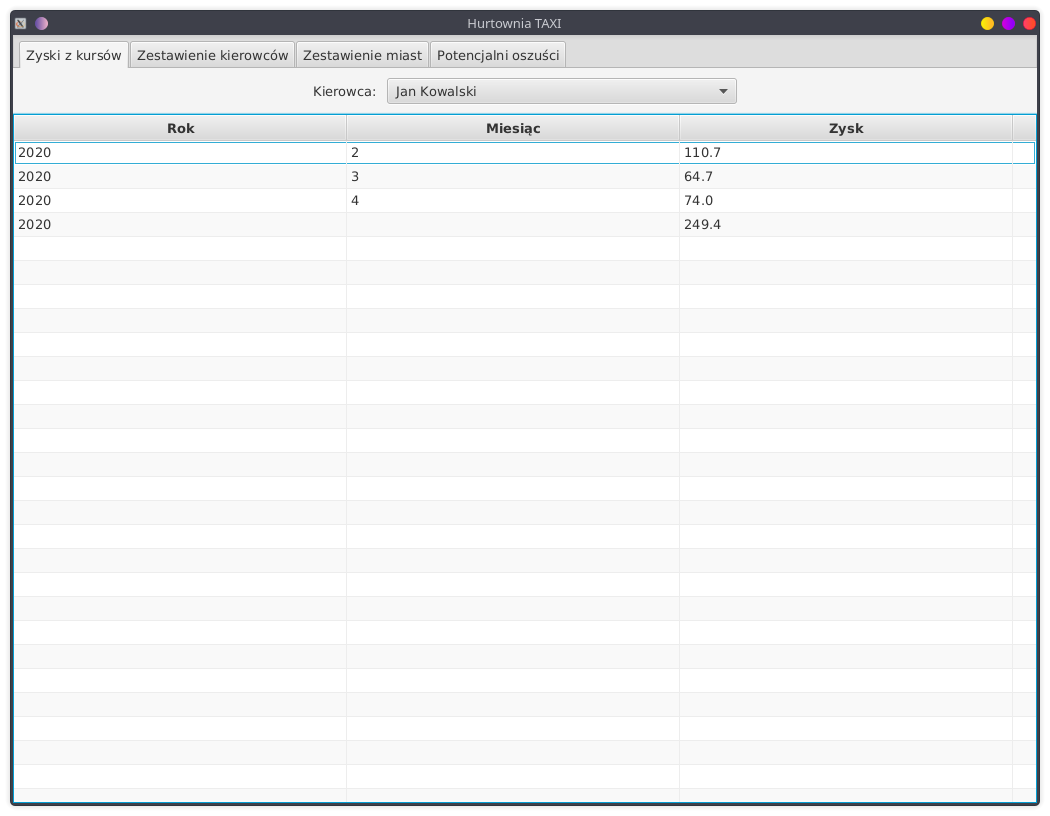 Hurtownia TAXI
Zyski z kursów Zestawienie kierowców Zestawienie miast Potencjalni oszuści
Kierowca: Jan Kowalski
Rok Miesiąc Zysk
2020 2 110.7
2020 3 64.7
2020 4 74.0
2020 249.4